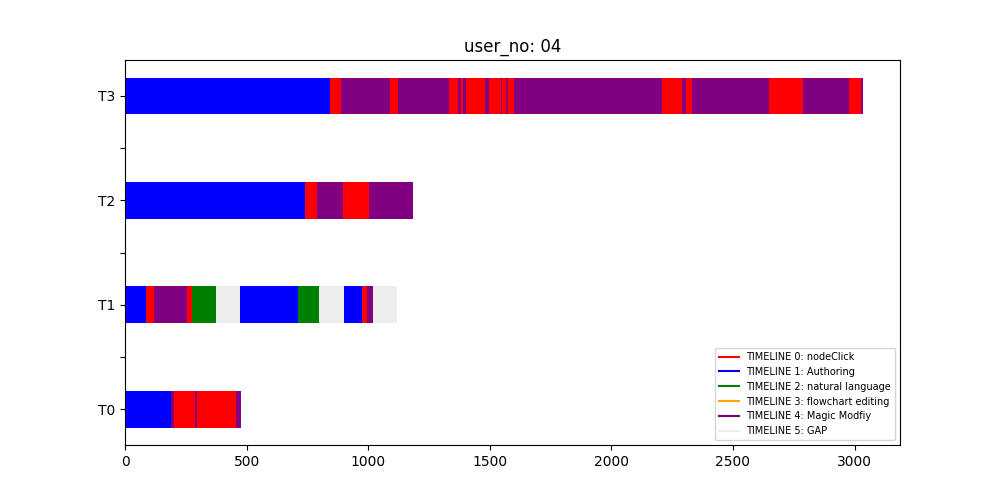 user_no: 04
T3
T2
T1
T0
TIMELINE 0: nodeClick
TIMELINE 1: Authoring
TIMELINE 2: natural language
TIMELINE 3: flowchart editing
TIMELINE 4: Magic Modfiy
TIMELINE 5: GAP
0 500 1000 1500 2000 2500 3000